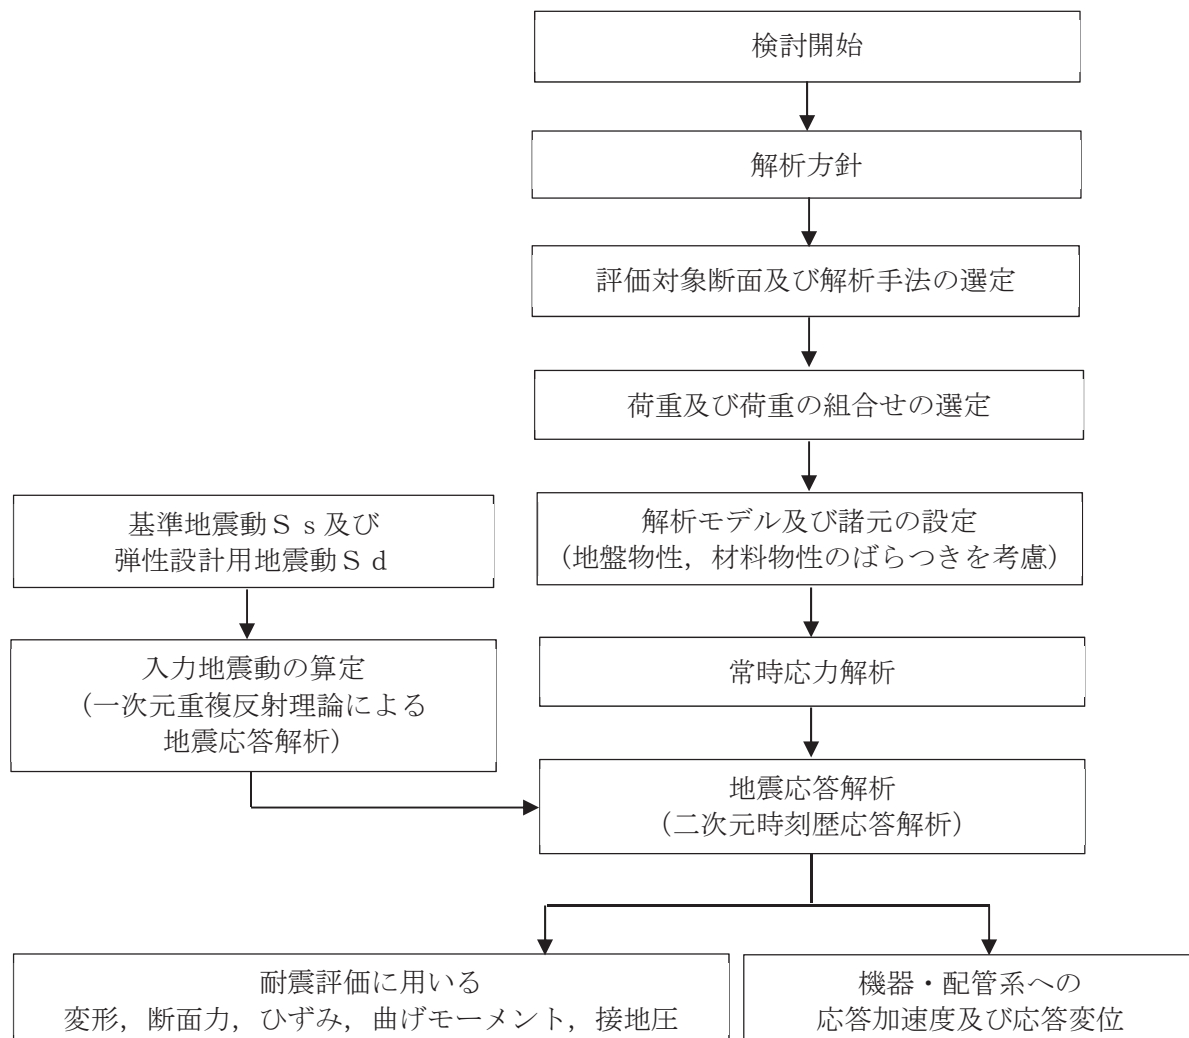 検討開始
解析方針
評価対象断面及び解析手法の選定
荷重及び荷重の組合せの選定
基準地震動Ｓｓ及び
弾性設計用地震動Ｓｄ
解析モデル及び諸元の設定
（地盤物性，材料物性のばらつきを考慮）
入力地震動の算定
（一次元重複反射理論による
地震応答解析）
常時応力解析
地震応答解析
（二次元時刻歴応答解析）
耐震評価に用いる
変形，断面力，ひずみ，曲げモーメント，接地圧
機器・配管系への
応答加速度及び応答変位